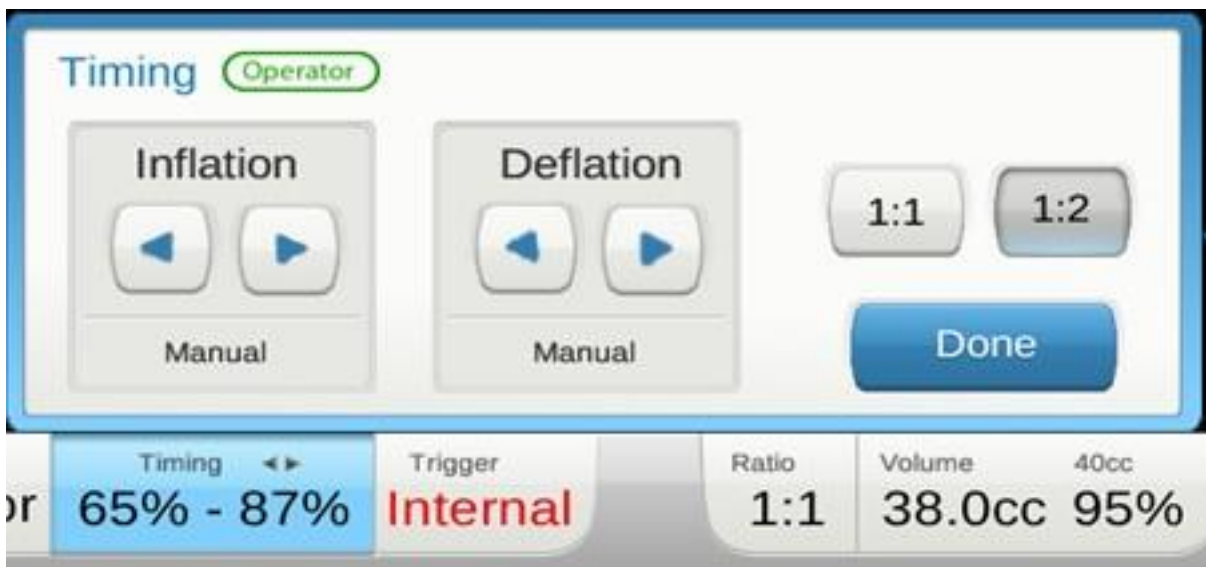 Timing Operator
Inflation Deflation
1:1 1:2
Manual Manual
Done
Timing Trigger Ratio Volume 40cc
or 65% - 87% Internal 1:1 38.0cc 95%